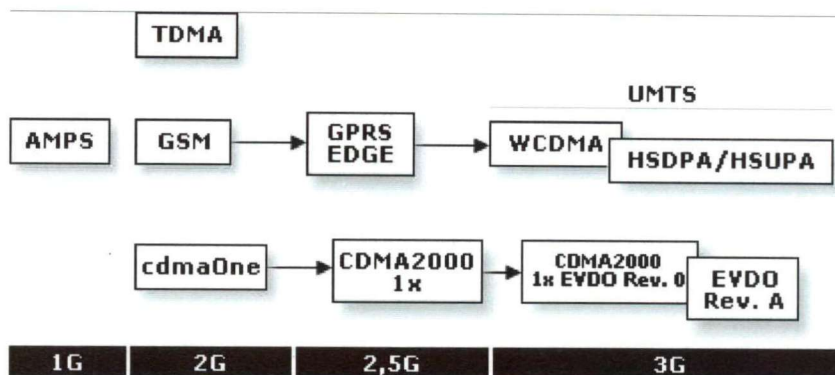 TDMA
UMTS
AMPS
GSM
GPRS
EDGE
WCDMA
HSDPA/HSUPA
cdmaOne
CDMA2000
1x
CDMA2000
1x EVDO Rev. 0
EVDO
Rev. A
1G
2G
2,5G
3G